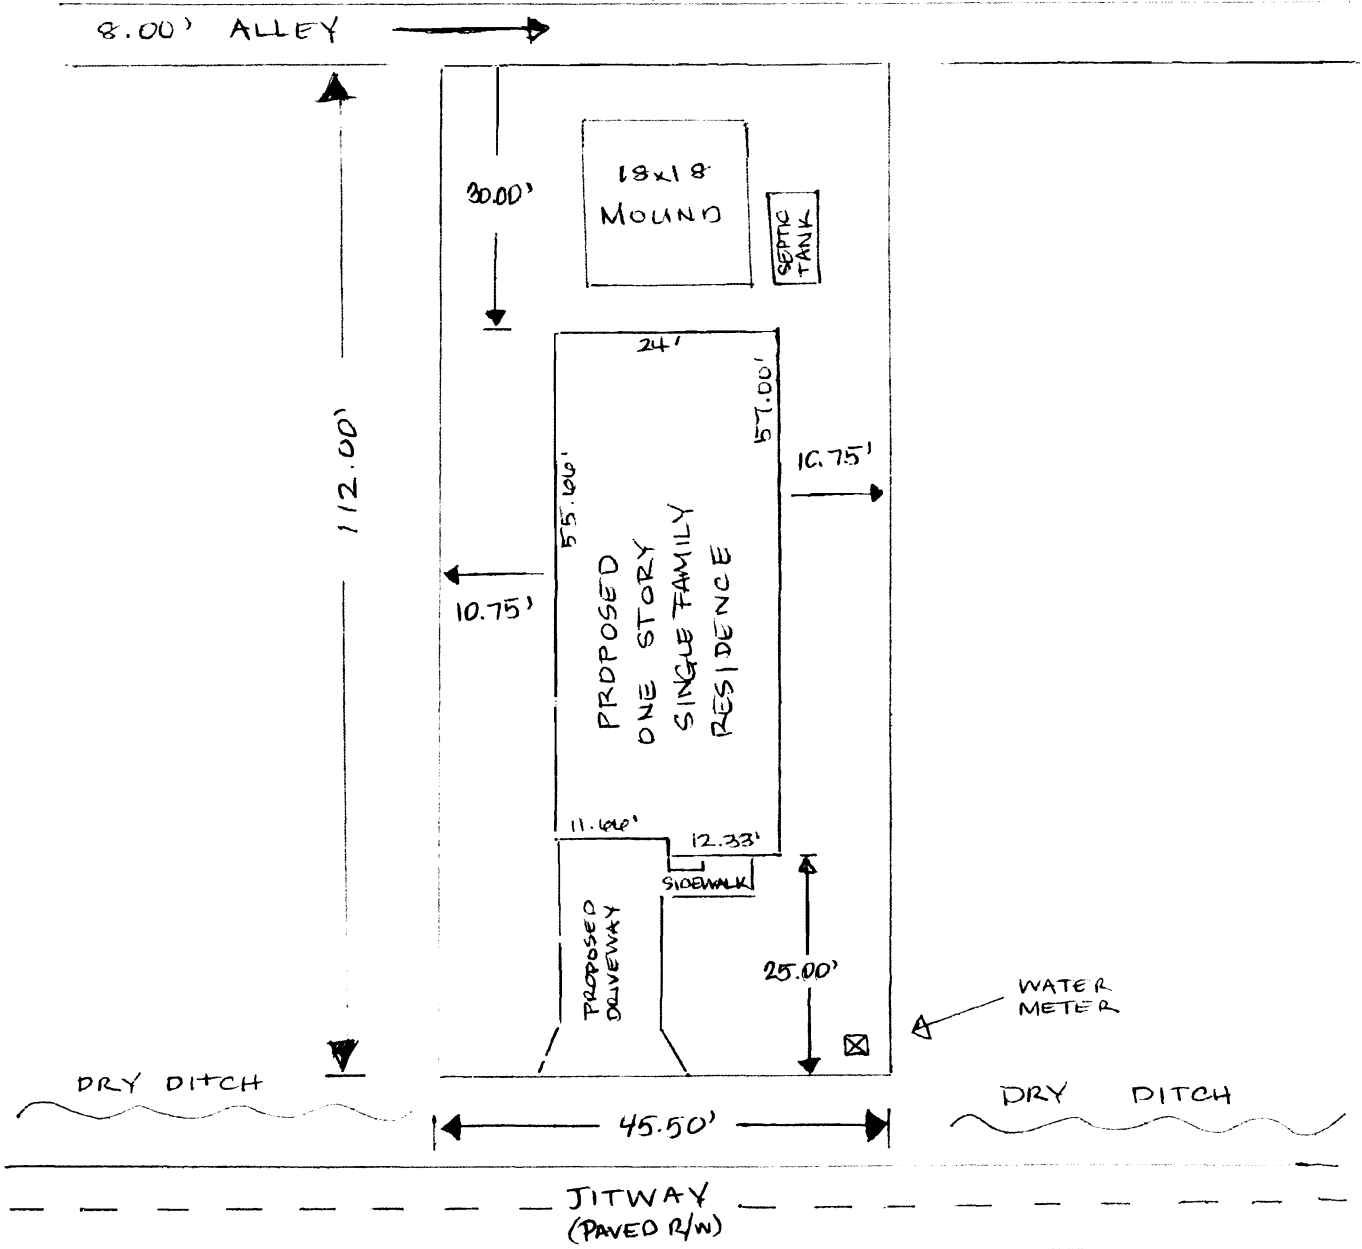 8.00' ALLEY
30.00'
18x18
MOUND
SEPTIC
TANK
24'
57.00'
112.00'
55.66'
10.75'
10.75'
PROPOSED
ONE STORY
SINGLE FAMILY
RESIDENCE
11.66'
12.33'
SIDEWALK
PROPOSED
DRIVEWAY
25.00'
WATER
METER
DRY DITCH
DRY DITCH
45.50'
JITWAY
(PAVED R/W)